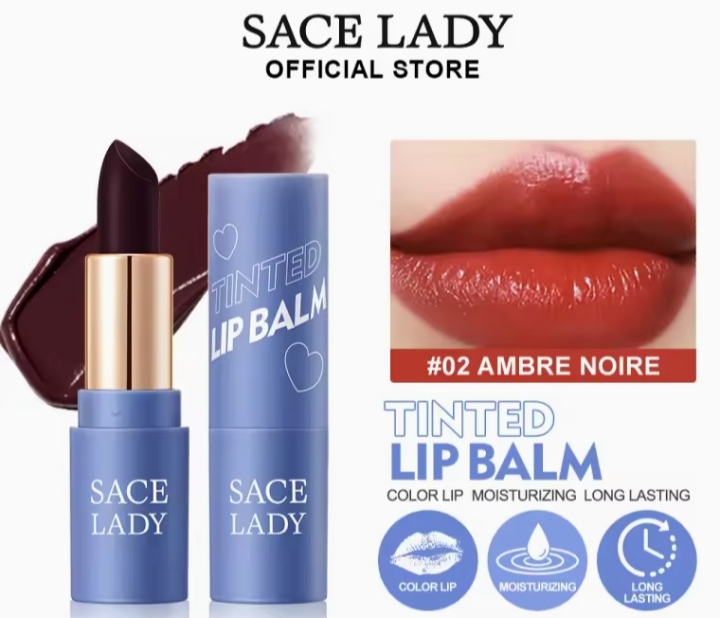 SACE LADY
OFFICIAL STORE
TINTED
LIP BALM
SACE
LADY
SACE
LADY
#02 AMBRE NOIRE
TINTED
LIP BALM
COLOR LIP MOISTURIZING LONG LASTING
COLOR LIP
MOISTURIZING
LONG
LASTING